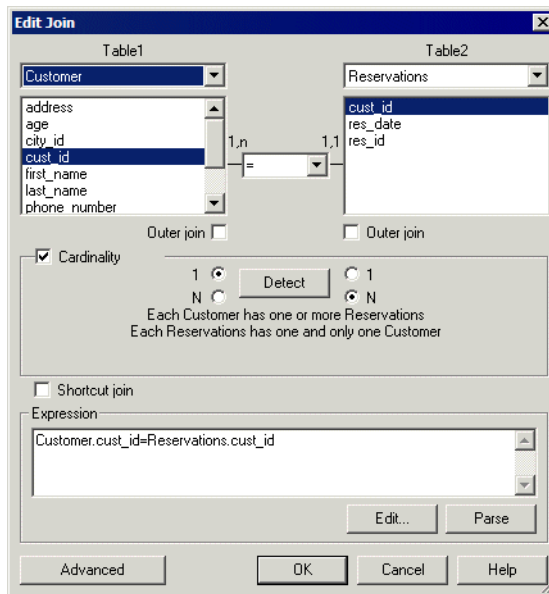 Edit Join
Table1 Table2
Customer Reservations
address
age
city_id
cust_id
first_name
last_name
phone_number
1,n = 1,1
cust_id
res_date
res_id
Outer join Outer join
Cardinality
1 Detect 1
N N
Each Customer has one or more Reservations
Each Reservations has one and only one Customer
Shortcut join
Expression
Customer.cust_id=Reservations.cust_id
Edit... Parse
Advanced OK Cancel Help